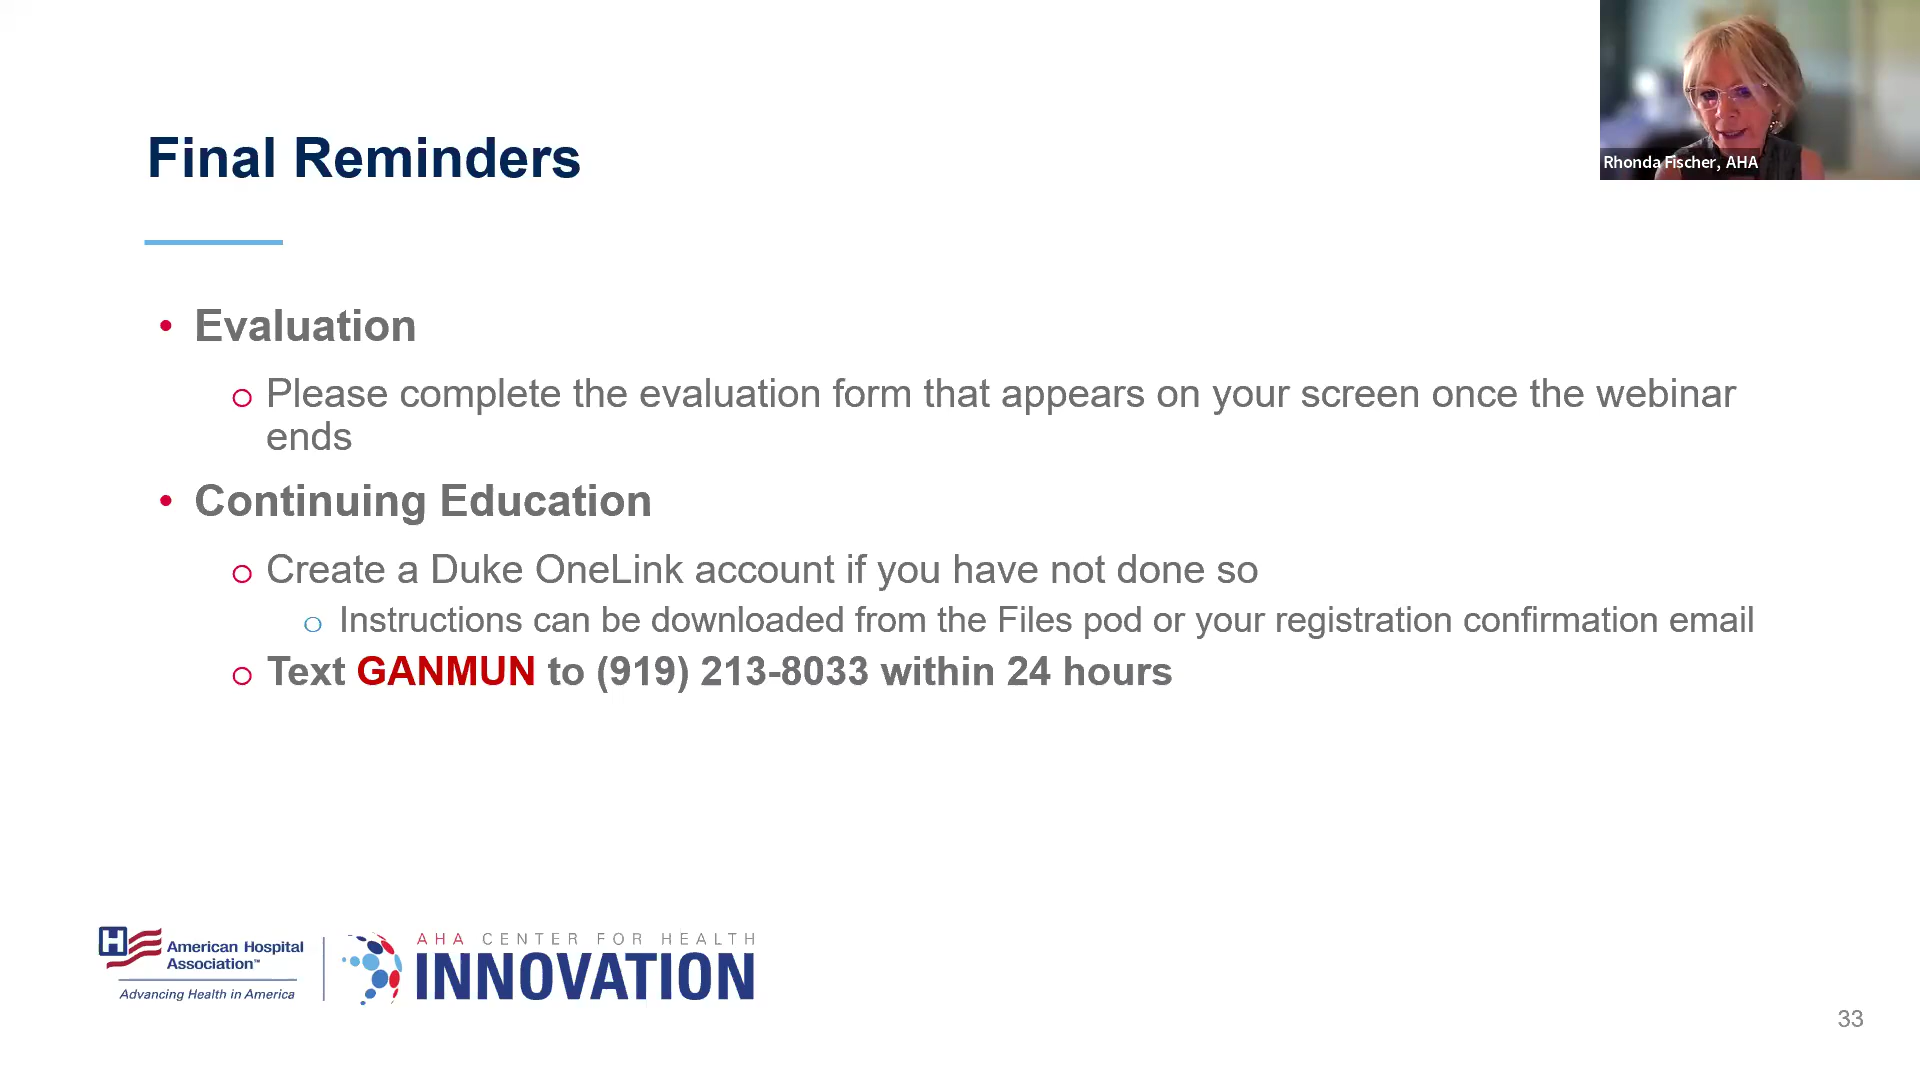 Rhonda Fischer, AHA
Final Reminders
• Evaluation
o Please complete the evaluation form that appears on your screen once the webinar
ends
• Continuing Education
o Create a Duke OneLink account if you have not done so
o Instructions can be downloaded from the Files pod or your registration confirmation email
o Text GANMUN to (919) 213-8033 within 24 hours
H American Hospital
Association™
Advancing Health in America
AHA CENTER FOR HEALTH
INNOVATION
33